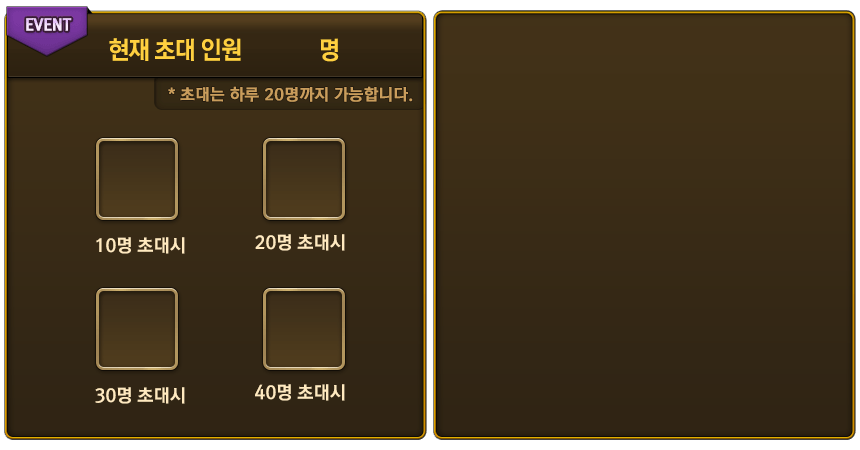 EVENT
현재 초대 인원 명
* 초대는 하루 20명까지 가능합니다.
10명 초대시
20명 초대시
30명 초대시
40명 초대시